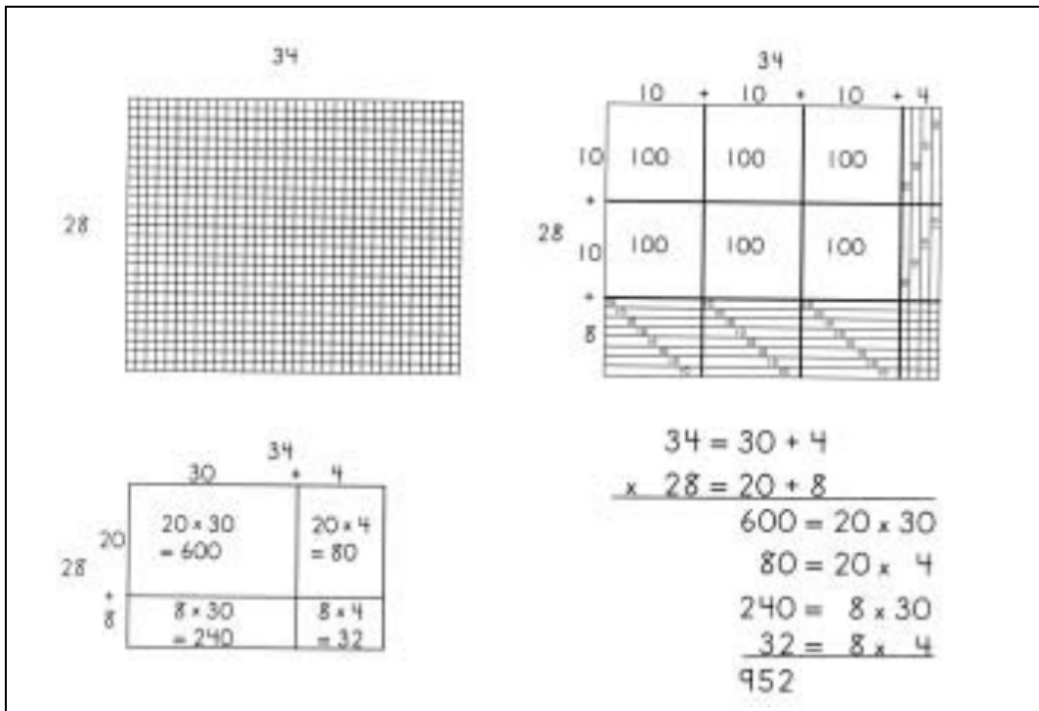 34
28
34
10 + 10 + 10 + 4
10 100 100 100
+
28
10 100 100 100
+
8
34
30 + 4
20 20 × 30 20 × 4
= 600 = 80
28
+
8 8 × 30 8 × 4
= 240 = 32
34 = 30 + 4
x 28 = 20 + 8
600 = 20 x 30
80 = 20 x 4
240 = 8 x 30
32 = 8 x 4
952